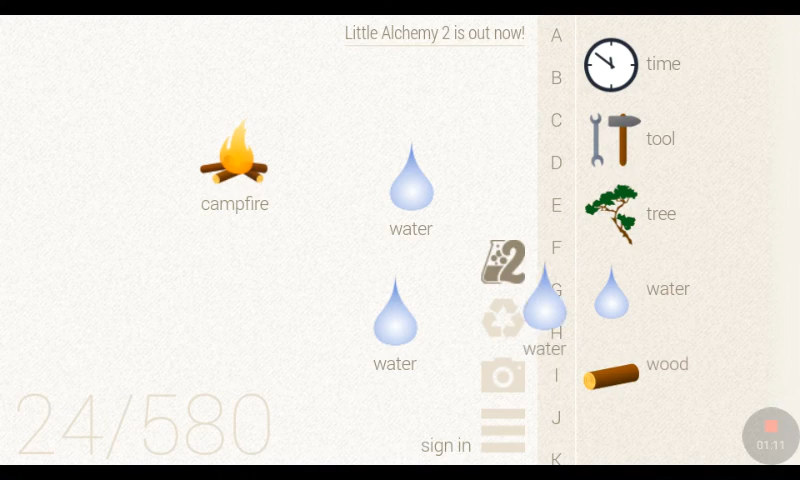 Little Alchemy 2 is out now!
A
B
C
D
E
F
G
H
I
J
K
time
tool
tree
water
wood
campfire
water
water
water
2
24/580
sign in
01:11